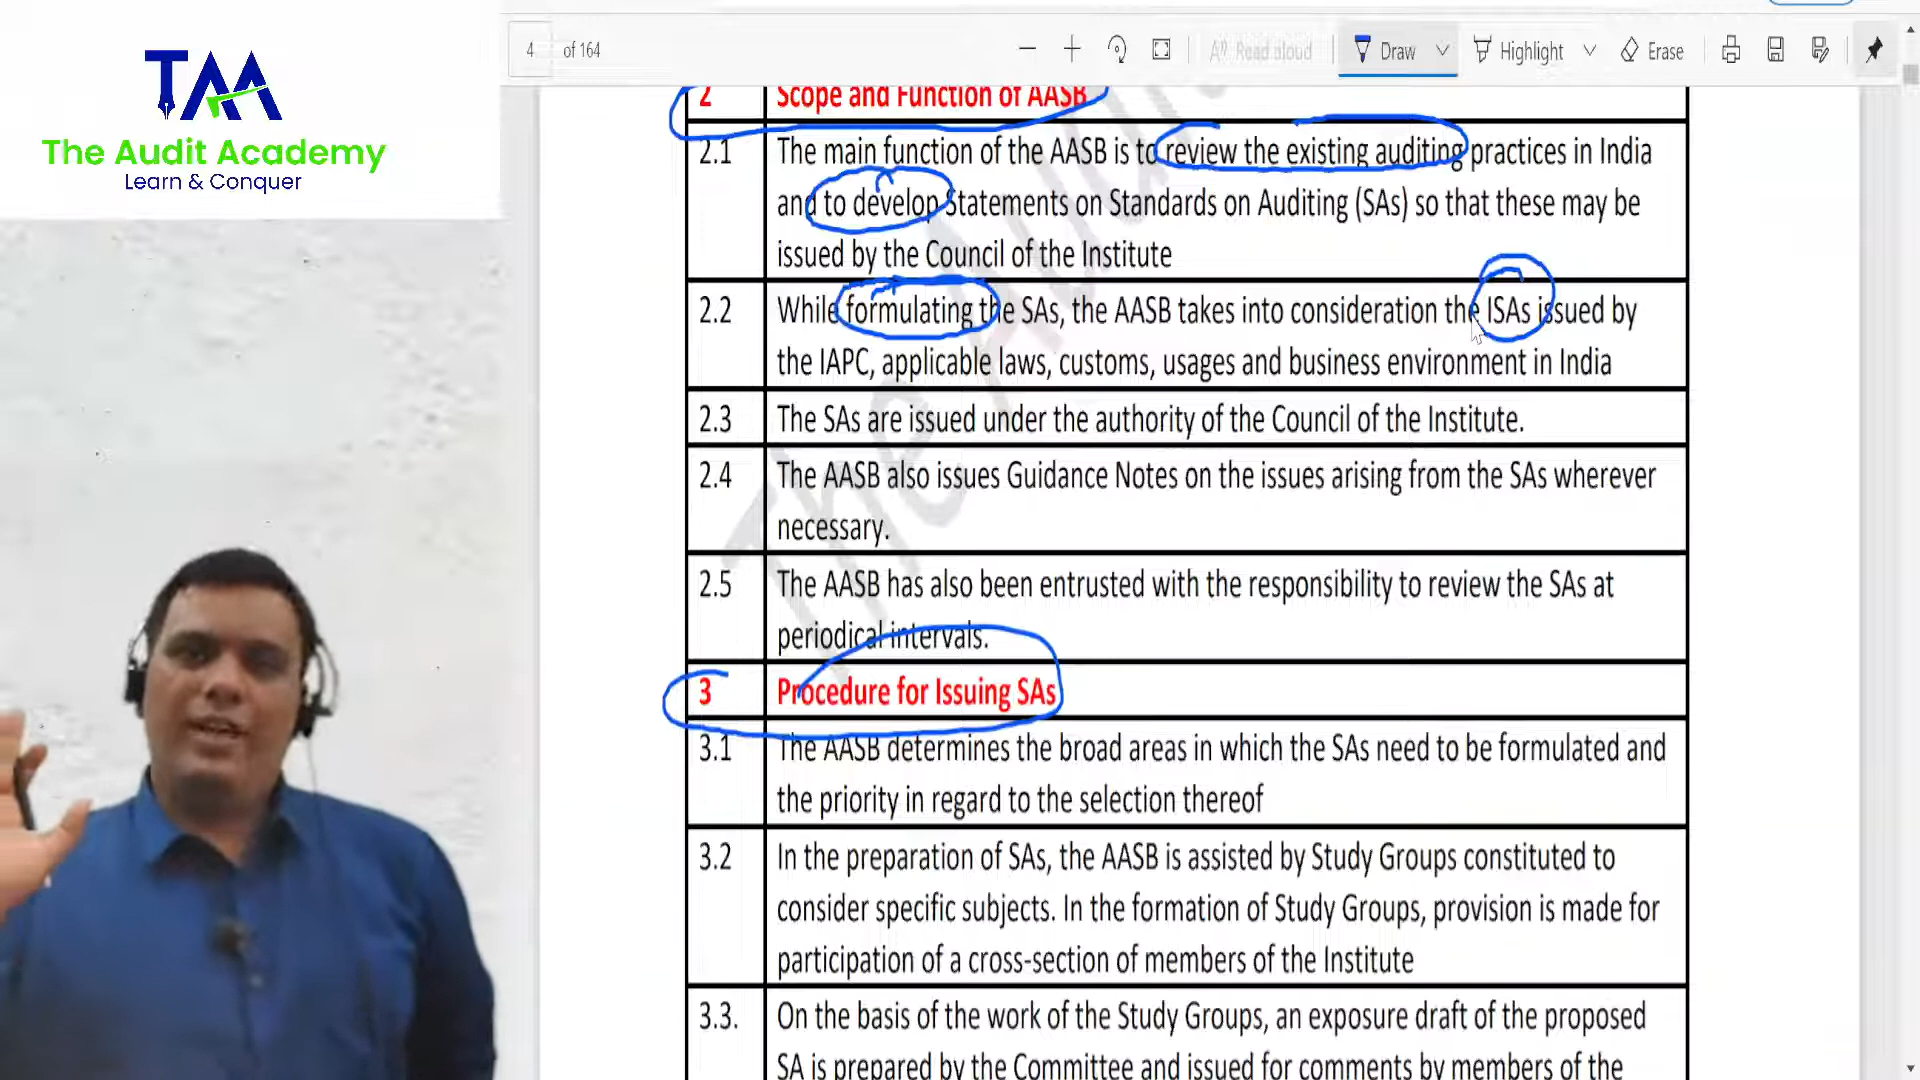 TAA
The Audit Academy
Learn & Conquer
4 of 164
Read aloud
Draw
Highlight
Erase
2 Scope and Function of AASB
2.1 The main function of the AASB is to review the existing auditing practices in India
and to develop Statements on Standards on Auditing (SAs) so that these may be
issued by the Council of the Institute
2.2 While formulating the SAs, the AASB takes into consideration the ISAs issued by
the IAPC, applicable laws, customs, usages and business environment in India
2.3 The SAs are issued under the authority of the Council of the Institute.
2.4 The AASB also issues Guidance Notes on the issues arising from the SAs wherever
necessary.
2.5 The AASB has also been entrusted with the responsibility to review the SAs at
periodical intervals.
3 Procedure for Issuing SAs
3.1 The AASB determines the broad areas in which the SAs need to be formulated and
the priority in regard to the selection thereof
3.2 In the preparation of SAs, the AASB is assisted by Study Groups constituted to
consider specific subjects. In the formation of Study Groups, provision is made for
participation of a cross-section of members of the Institute
3.3. On the basis of the work of the Study Groups, an exposure draft of the proposed
SA is prepared by the Committee and issued for comments by members of the